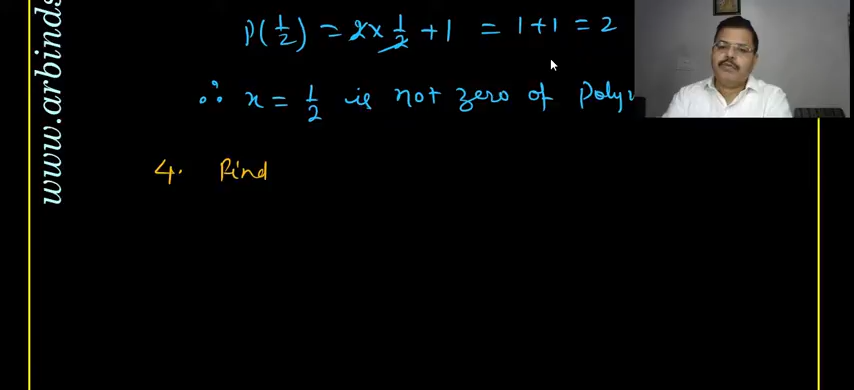 P(1/2) = 2 x 1/2 + 1 = 1 + 1 = 2
∴ x = 1/2 is not zero of
4. Find
www.arbinds